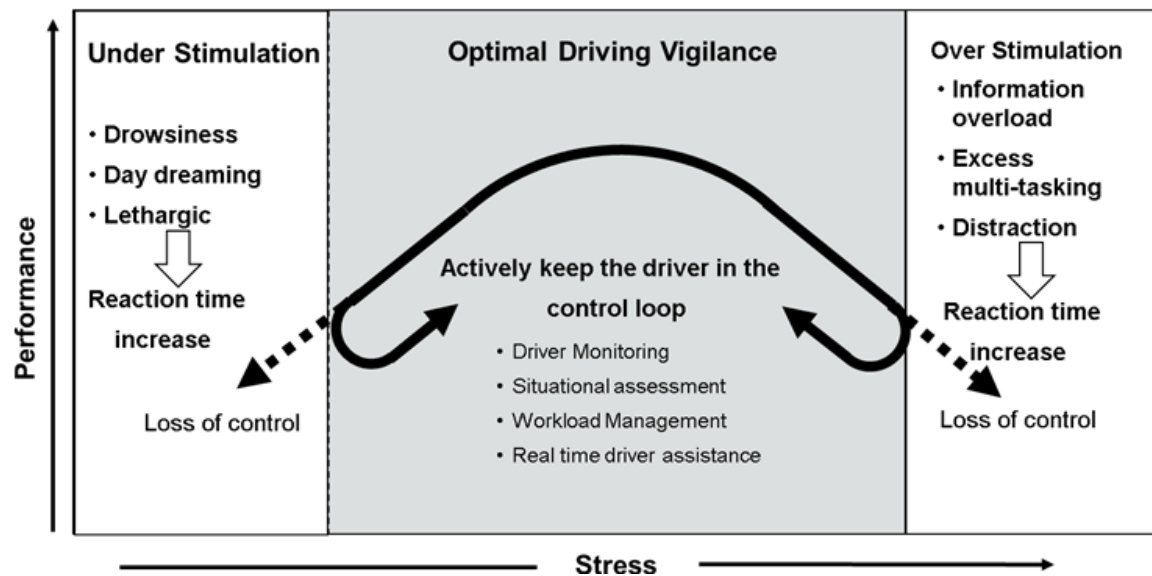 Performance
Under Stimulation
• Drowsiness
• Day dreaming
• Lethargic
Reaction time
increase
Loss of control
Optimal Driving Vigilance
Actively keep the driver in the
control loop
• Driver Monitoring
• Situational assessment
• Workload Management
• Real time driver assistance
Over Stimulation
• Information
overload
• Excess
multi-tasking
• Distraction
Reaction time
increase
Loss of control
Stress